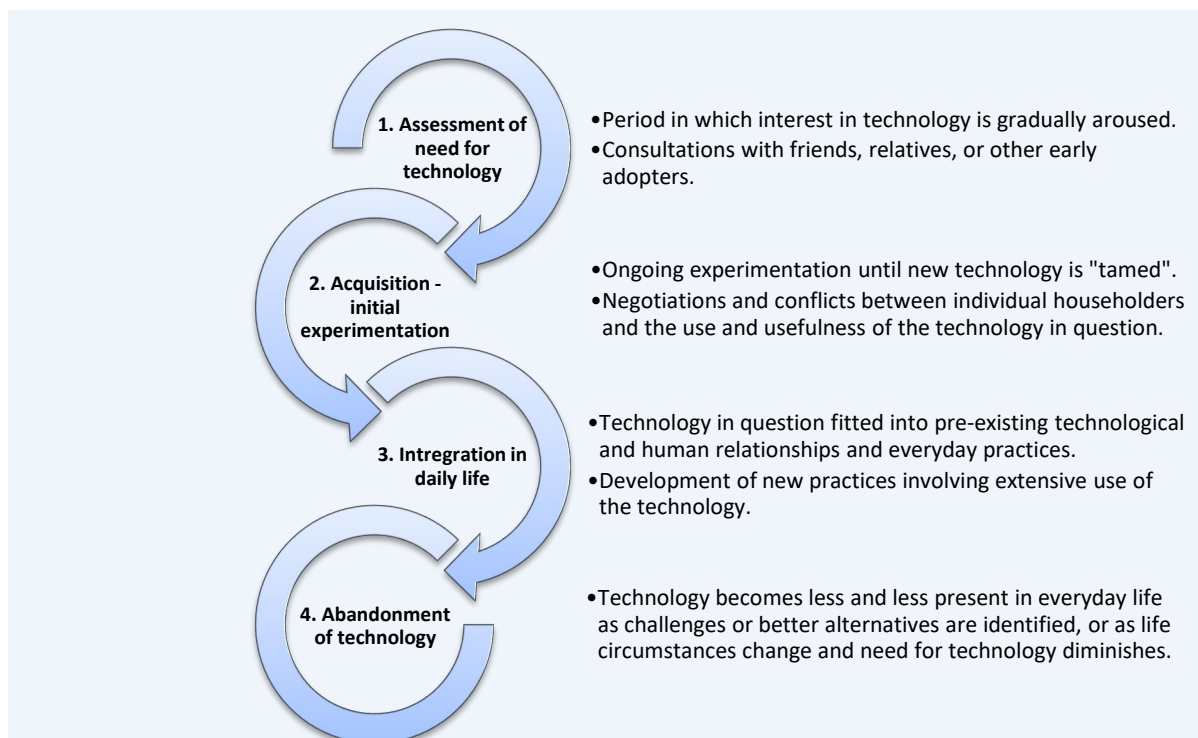 1. Assessment of
need for
technology
•Period in which interest in technology is gradually aroused.
•Consultations with friends, relatives, or other early
adopters.
2. Acquisition -
initial
experimentation
•Ongoing experimentation until new technology is "tamed".
•Negotiations and conflicts between individual householders
and the use and usefulness of the technology in question.
3. Intregration in
daily life
•Technology in question fitted into pre-existing technological
and human relationships and everyday practices.
•Development of new practices involving extensive use of
the technology.
4. Abandonment
of technology
•Technology becomes less and less present in everyday life
as challenges or better alternatives are identified, or as life
circumstances change and need for technology diminishes.